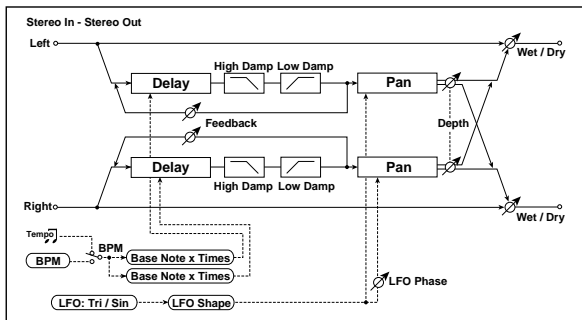 Stereo In - Stereo Out
Left
Wet / Dry
High Damp
Low Damp
Delay
Pan
Feedback
Depth
Delay
Pan
High Damp
Low Damp
Right
Wet / Dry
Tempo
BPM
BPM
Base Note x Times
Base Note x Times
LFO Phase
LFO: Tri / Sin
LFO Shape